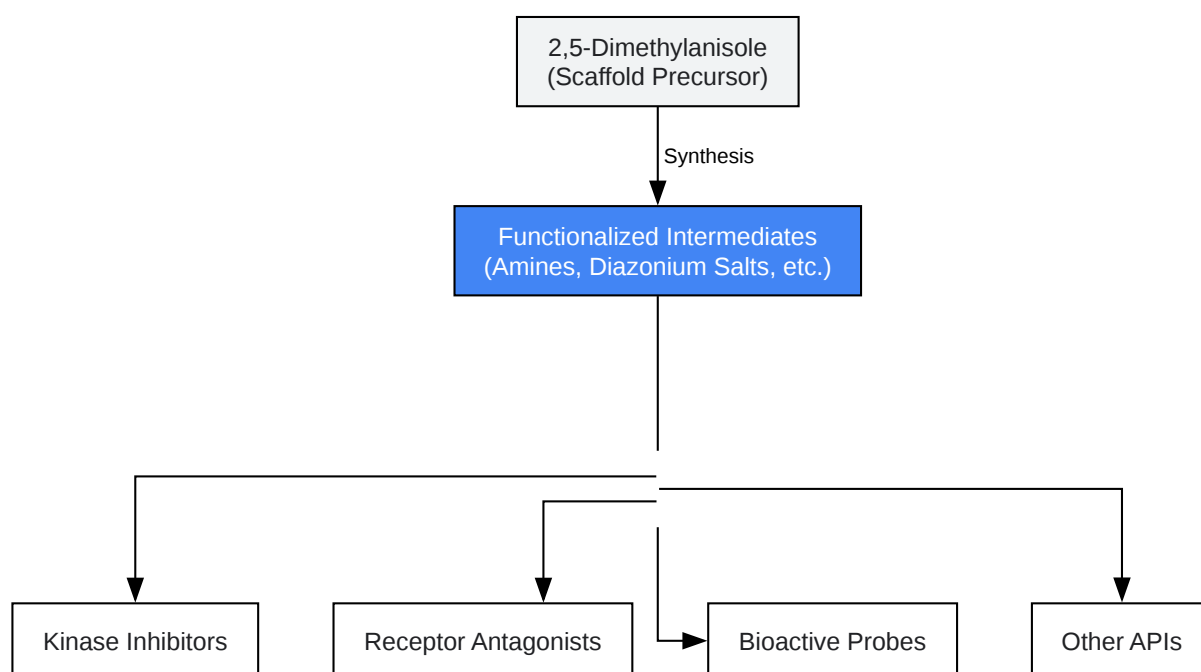 2,5-Dimethylanisole
(Scaffold Precursor)
Synthesis
Functionalized Intermediates
(Amines, Diazonium Salts, etc.)
Kinase Inhibitors
Receptor Antagonists
Bioactive Probes
Other APIs